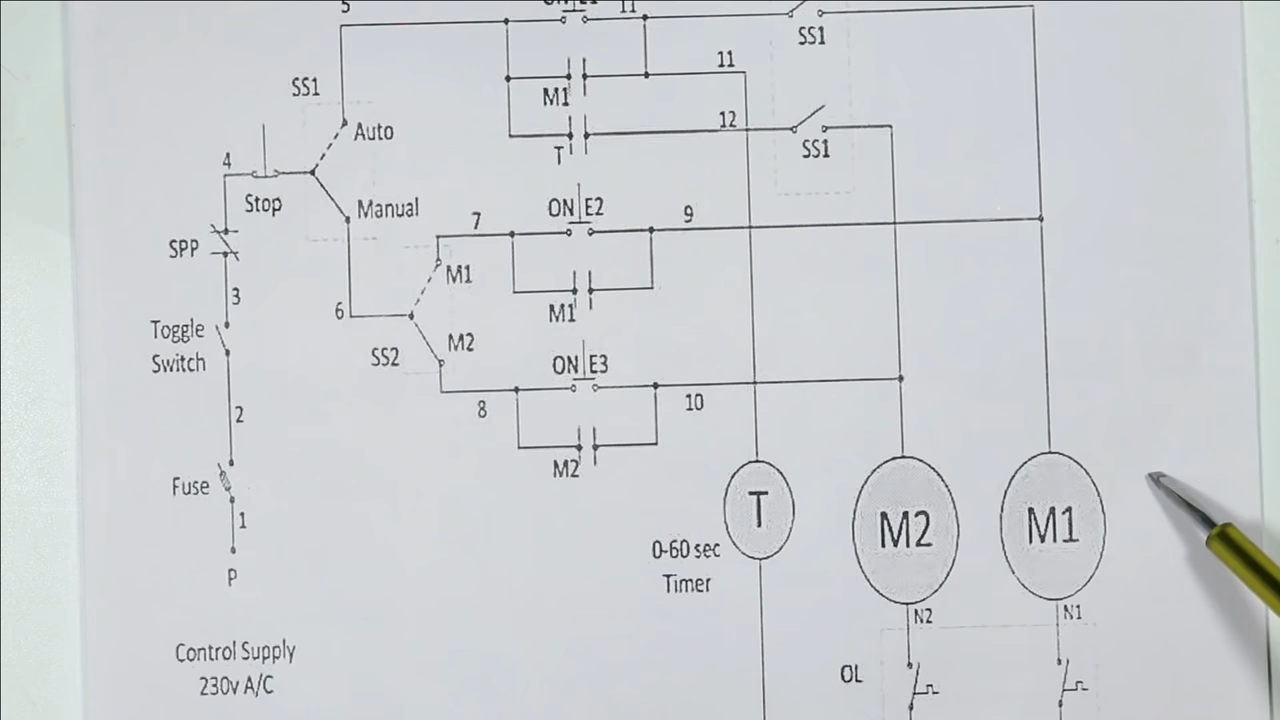 5
11
SS1
11
SS1
M1
Auto
12
SS1
T
4
Stop
Manual
ON E2
9
7
SPP
M1
3
6
M1
Toggle
Switch
M2
SS2
ON E3
8
10
2
M2
Fuse
T
M2
M1
1
0-60 sec
Timer
P
N2
N1
Control Supply
230v A/C
OL